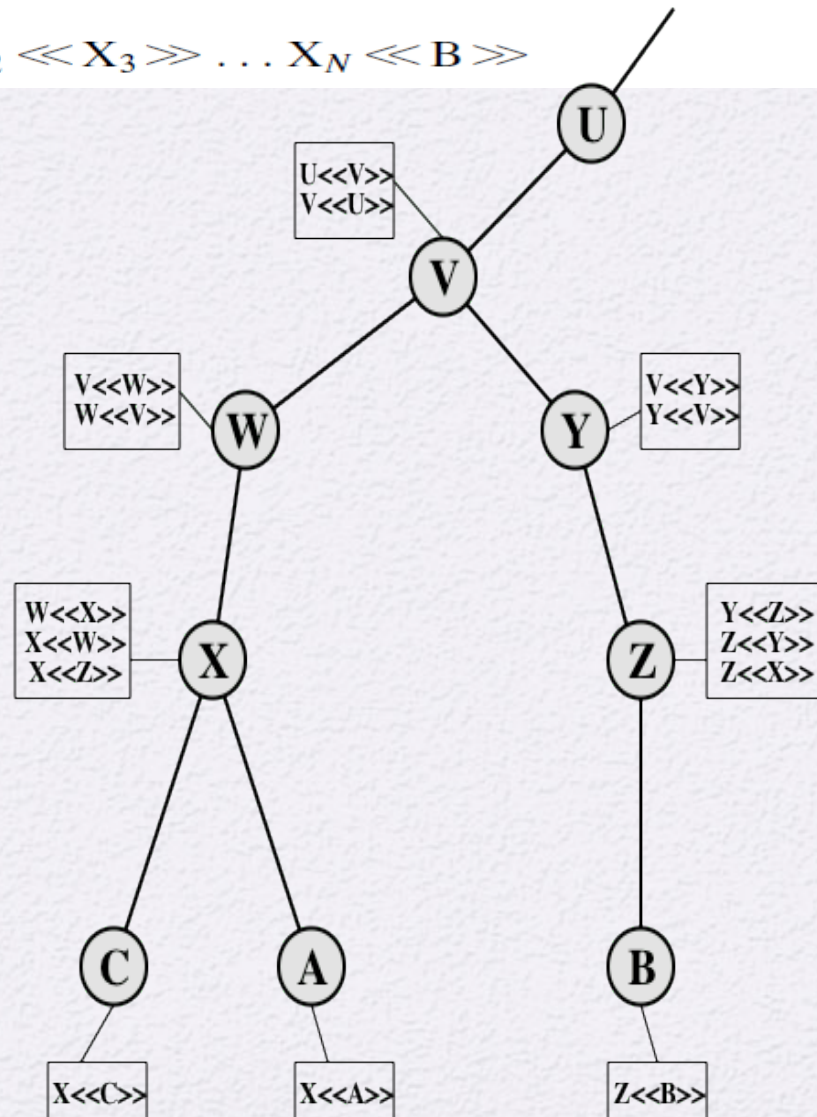 << X₃ >> ... X_N << B >>
U
U<<V>>
V<<U>>
V
V<<W>>
W<<V>>
W
Y
V<<Y>>
Y<<V>>
W<<X>>
X<<W>>
X<<Z>>
X
Z
Y<<Z>>
Z<<Y>>
Z<<X>>
C
A
B
X<<C>>
X<<A>>
Z<<B>>